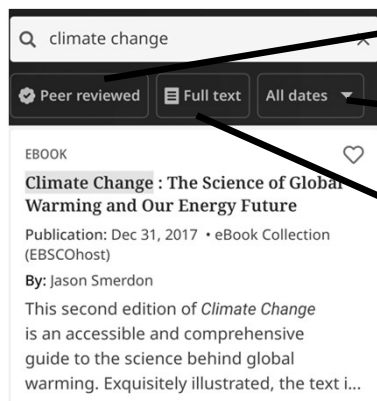 climate change
Peer reviewed Full text All dates
EBOOK
Climate Change : The Science of Global
Warming and Our Energy Future
Publication: Dec 31, 2017 • eBook Collection
(EBSCOhost)
By: Jason Smerdon
This second edition of Climate Change
is an accessible and comprehensive
guide to the science behind global
warming. Exquisitely illustrated, the text i...